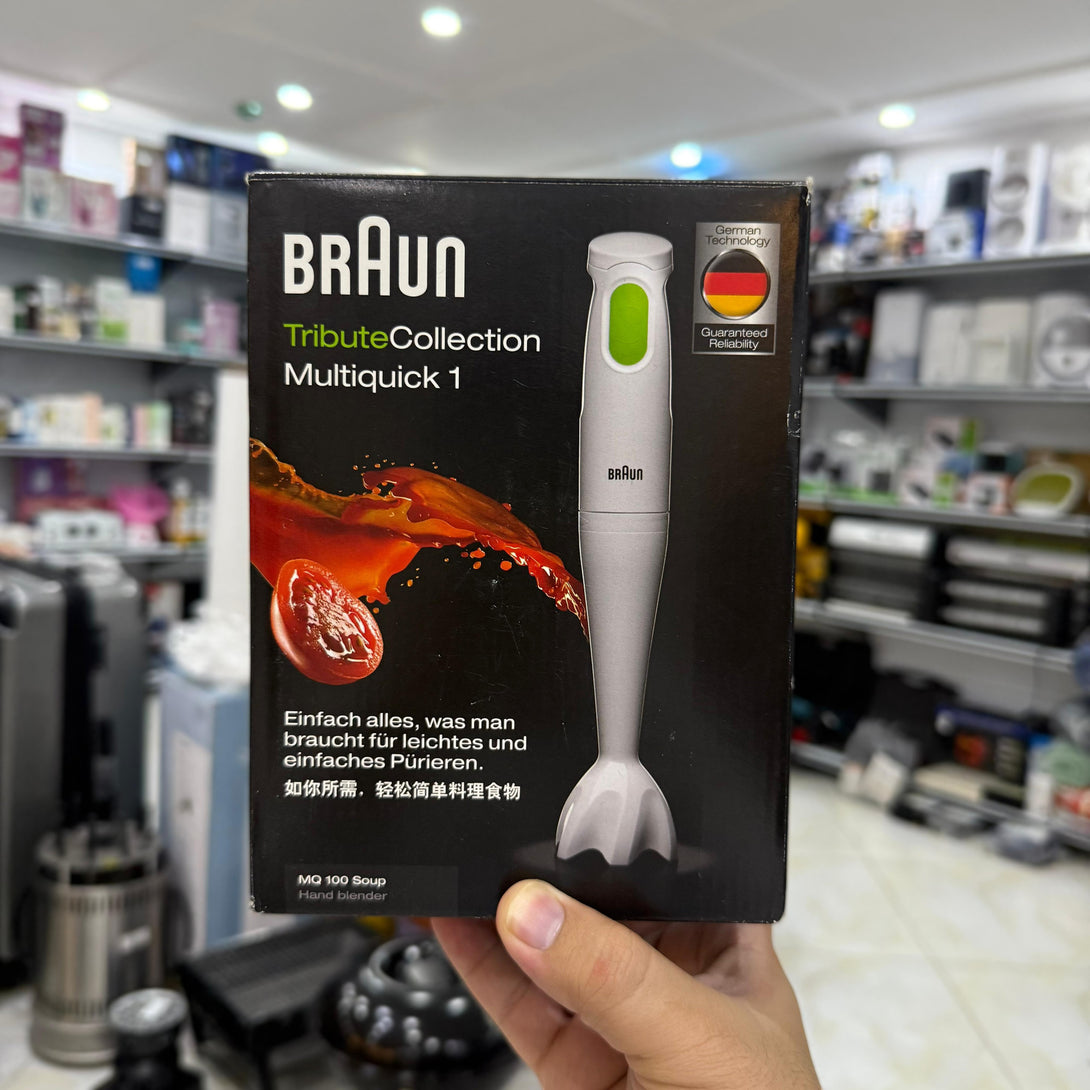 BRAUN
TributeCollection
Multiquick 1
German
Technology
Guaranteed
Reliability
BRAUN
Einfach alles, was man
braucht für leichtes und
einfaches Pürieren.
如你所需，轻松简单料理食物
MQ 100 Soup
Hand blender